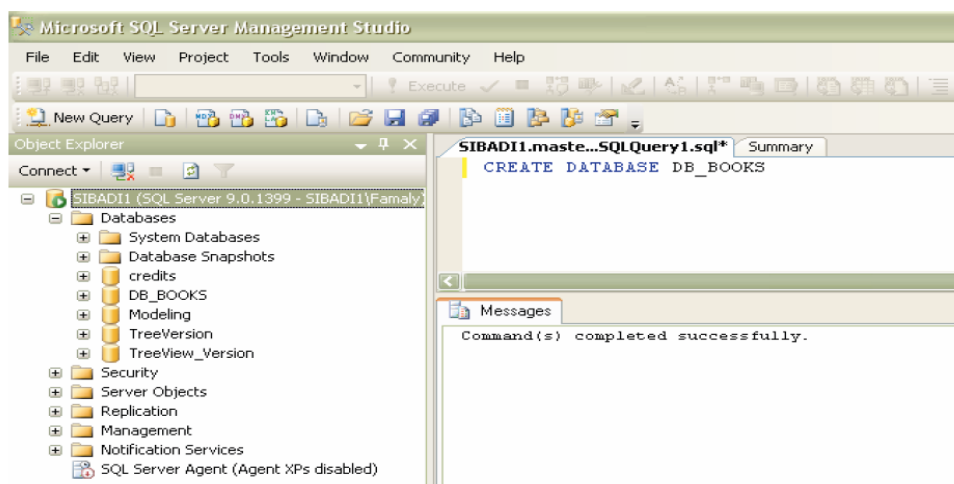 Microsoft SQL Server Management Studio
File Edit View Project Tools Window Community Help
Execute
New Query
Object Explorer
Connect
SIBADI1 (SQL Server 9.0.1399 - SIBADI1\Famaly)
Databases
System Databases
Database Snapshots
credits
DB_BOOKS
Modeling
TreeVersion
TreeView_Version
Security
Server Objects
Replication
Management
Notification Services
SQL Server Agent (Agent XPs disabled)
SIBADI1.maste...SQLQuery1.sql* Summary
CREATE DATABASE DB_BOOKS
Messages
Command(s) completed successfully.